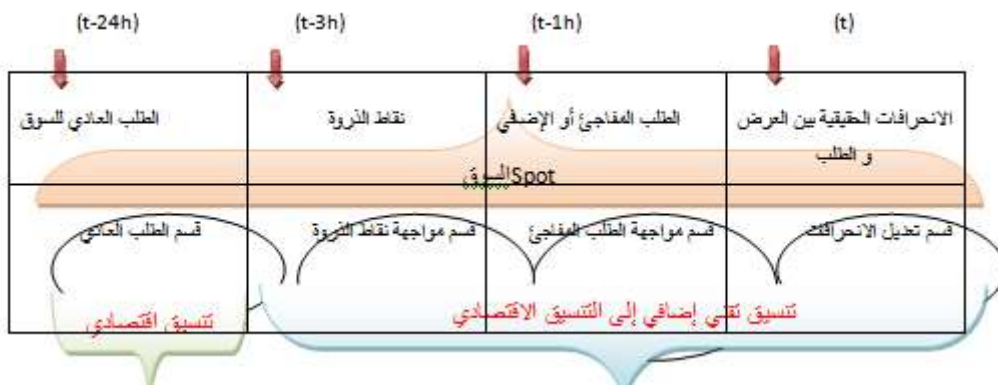 (t-24h) (t-3h) (t-1h) (t)
الطلب العادي للسوق نقاط الذروة الطلب المفاجئ أو الإضفي الانحرافات الحقيقية بين العرض
و الطلب
السوق Spot
قسم الطلب العادي قسم مواجهة نقاط الذروة قسم مواجهة الطلب المفاجئ قسم تعديل الانحرافات
تنسيق اقتصادي تنسيق تقني إضافي إلى التنسيق الاقتصادي